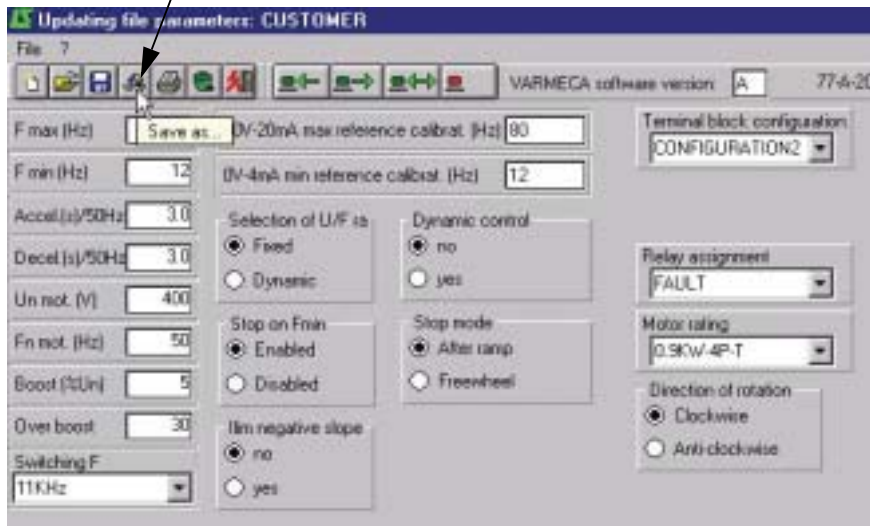 Updating file parameters: CUSTOMER
File ?
VARMECA software version: A 77-A-20
F max (Hz)
Save as...
0V-20mA max reference calibrat. (Hz) 80
Terminal block configuration
CONFIGURATION2
F min (Hz) 12
0V-4mA min reference calibrat. (Hz) 12
Accel.(s)/50Hz 3.0
Selection of U/F ra
Dynamic control
Decel.(s)/50Hz 3.0
Fixed
no
Relay assignment
Dynamic
yes
FAULT
Un mot. (V) 400
Stop on Fmin
Stop mode
Motor rating
Fn mot. (Hz) 50
Enabled
After ramp
0.9KW-4P-T
Boost (%Un) 5
Disabled
Freewheel
Direction of rotation
Clockwise
Over boost 30
Ilim negative slope
Anti-clockwise
Switching F
no
11KHz
yes